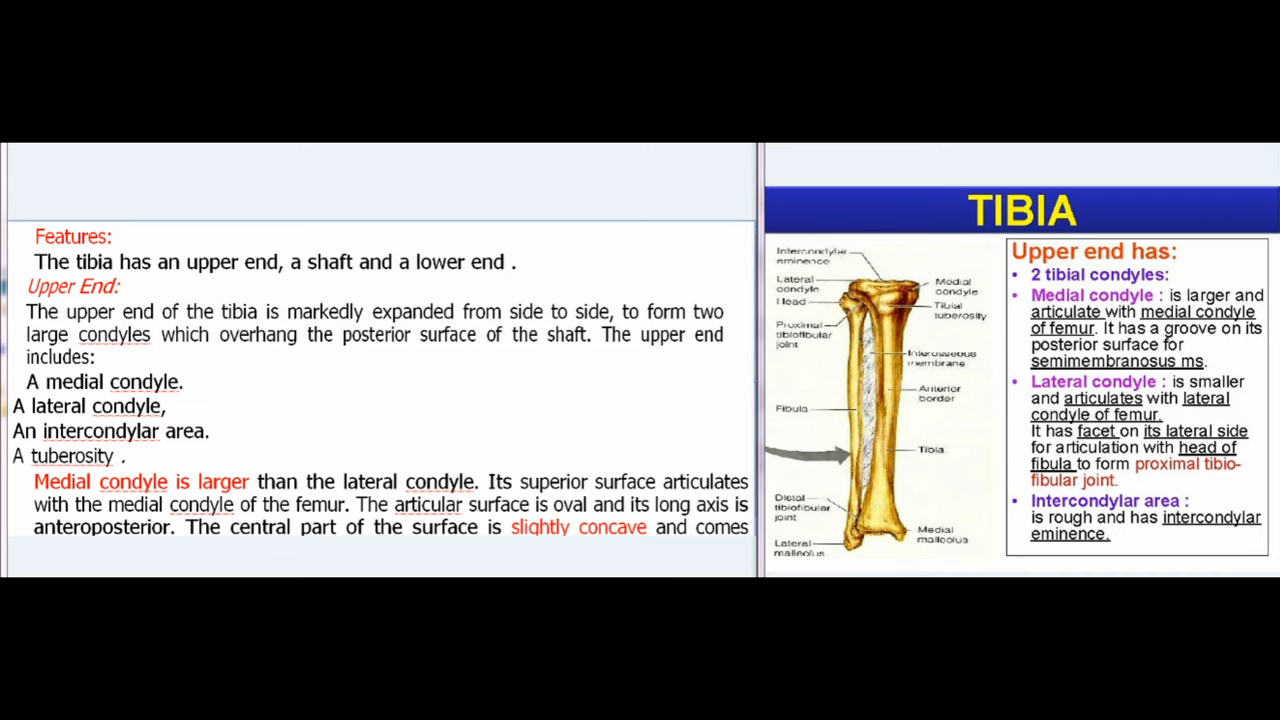 Features:
The tibia has an upper end, a shaft and a lower end .
Upper End:
The upper end of the tibia is markedly expanded from side to side, to form two
large condyles which overhang the posterior surface of the shaft. The upper end
includes:
A medial condyle.
A lateral condyle,
An intercondylar area.
A tuberosity .
Medial condyle is larger than the lateral condyle. Its superior surface articulates
with the medial condyle of the femur. The articular surface is oval and its long axis is
anteroposterior. The central part of the surface is slightly concave and comes
TIBIA
Intercondylar
eminence
Lateral
condyle
Head
Proximal
tibiofibular
joint
Fibula
Distal
tibiofibular
joint
Lateral
malleolus
Medial
condyle
Tibial
tuberosity
Interosseous
membrane
Anterior
border
Tibia
Medial
malleolus
Upper end has:
• 2 tibial condyles:
• Medial condyle : is larger and
articulate with medial condyle
of femur. It has a groove on its
posterior surface for
semimembranosus ms.
• Lateral condyle : is smaller
and articulates with lateral
condyle of femur.
It has facet on its lateral side
for articulation with head of
fibula to form proximal tibio-
fibular joint.
• Intercondylar area :
is rough and has intercondylar
eminence.